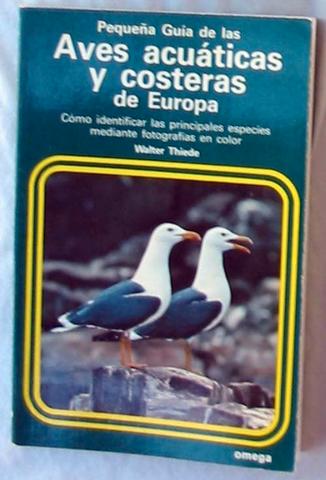 Pequeña Guía de las
Aves acuáticas
y costeras
de Europa
Cómo identificar las principales especies
mediante fotografías en color
Walter Thiede
omega